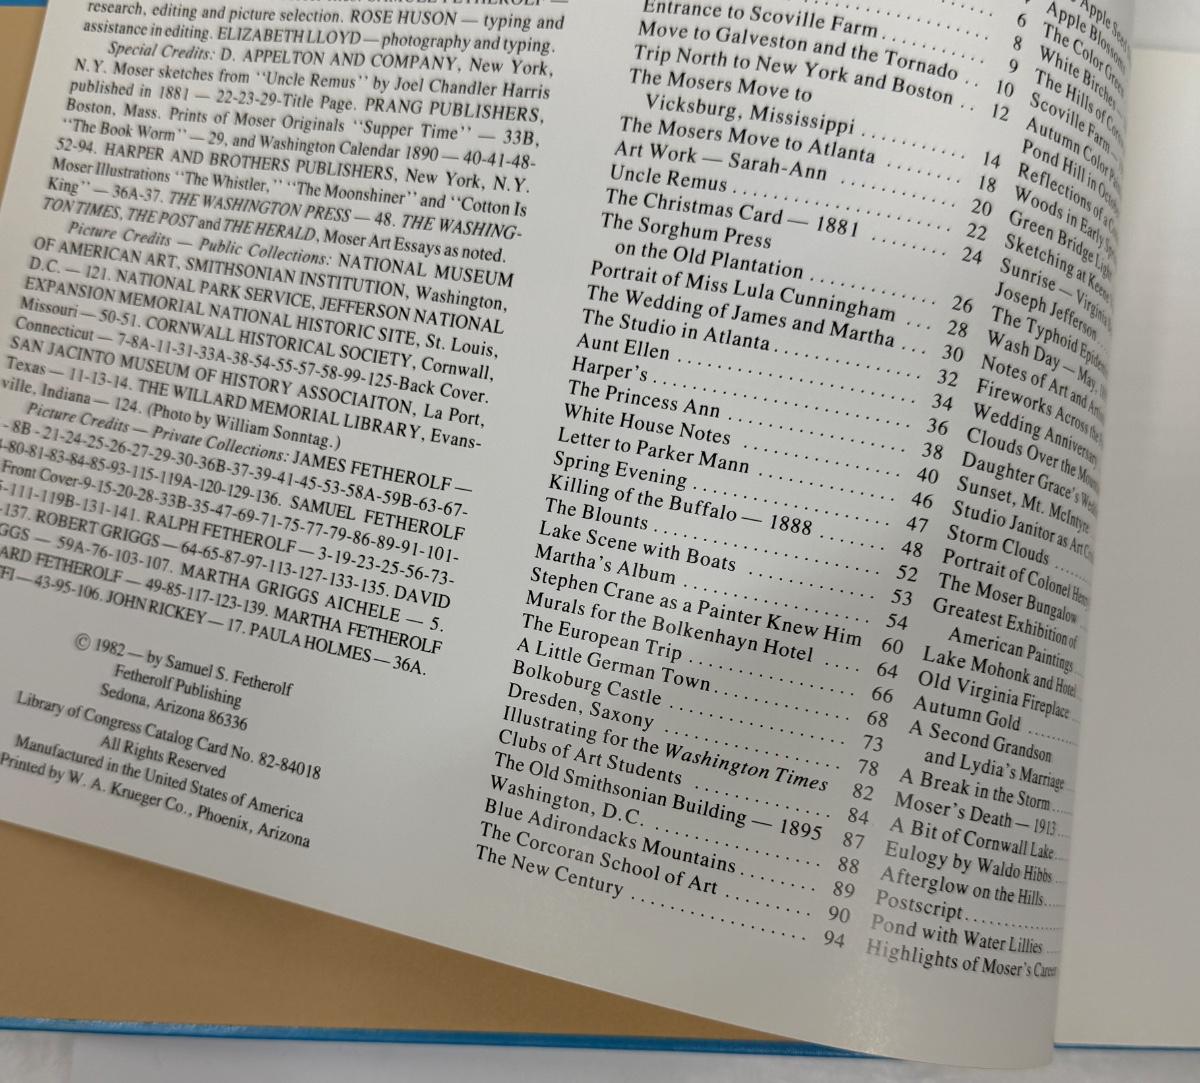 research, editing and picture selection. ROSE HUSON — typing and
assistance in editing. ELIZABETH LLOYD — photography and typing.
Special Credits: D. APPLETON AND COMPANY, New York,
N.Y. Moser sketches from “Uncle Remus” by Joel Chandler Harris
published in 1881 — 22-23-29-Title Page. PRANG PUBLISHERS,
Boston, Mass. Prints of Moser Originals “Supper Time” — 33B,
“The Book Worm” — 29, and Washington Calendar 1890 — 40-41-48-
52-94. HARPER AND BROTHERS PUBLISHERS, New York, N.Y.
Moser Illustrations “The Whistler,” “The Moonshiner” and “Cotton Is
King” — 36A-37. THE WASHINGTON PRESS — 48. THE WASHING-
TON TIMES, THE POST and THE HERALD, Moser Art Essays as noted.
Picture Credits — Public Collections: NATIONAL MUSEUM
OF AMERICAN ART, SMITHSONIAN INSTITUTION, Washington,
D.C. — 121. NATIONAL PARK SERVICE, JEFFERSON NATIONAL
EXPANSION MEMORIAL NATIONAL HISTORIC SITE, St. Louis,
Missouri — 50-51. CORNWALL HISTORICAL SOCIETY, Cornwall,
Connecticut — 7-8A-11-31-33A-38-54-55-57-58-99-125-Back Cover.
SAN JACINTO MUSEUM OF HISTORY ASSOCIAITON, La Port,
Texas — 11-13-14. THE WILLARD MEMORIAL LIBRARY, Evans-
ville, Indiana — 124. (Photo by William Sonntag.)
Picture Credits — Private Collections: JAMES FETHEROLF —
- 8B - 21-24-25-26-27-29-30-36B-37-39-41-45-53-58A-59B-63-67-
-80-81-83-84-85-93-115-119A-120-129-136. SAMUEL FETHEROLF
Front Cover-9-15-20-28-33B-35-47-69-71-75-77-79-86-89-91-101-
-111-119B-131-141. RALPH FETHEROLF — 3-19-23-25-56-73-
-137. ROBERT GRIGGS — 64-65-87-97-113-127-133-135. DAVID
GGS — 59A-76-103-107. MARTHA GRIGGS AICHELE — 5.
ARD FETHEROLF — 49-85-117-123-139. MARTHA FETHEROLF
FI — 43-95-106. JOHN RICKEY — 17. PAULA HOLMES — 36A.
© 1982 — by Samuel S. Fetherolf
Fetherolf Publishing
Sedona, Arizona 86336
Library of Congress Catalog Card No. 82-84018
All Rights Reserved
Manufactured in the United States of America
Printed by W. A. Krueger Co., Phoenix, Arizona
6
8
Entrance to Scoville Farm ........ 9
Move to Galveston and the Tornado .. 10
Trip North to New York and Boston .. 12
The Mosers Move to
Vicksburg, Mississippi .......... 14
The Mosers Move to Atlanta ........ 18
Art Work — Sarah-Ann .......... 20
Uncle Remus .................. 22
The Christmas Card — 1881 ........ 24
The Sorghum Press
on the Old Plantation ............ 26
Portrait of Miss Lula Cunningham ... 28
The Wedding of James and Martha ... 30
The Studio in Atlanta ............ 32
Aunt Ellen .................. 34
Harper's .................... 36
The Princess Ann .............. 38
White House Notes .............. 40
Letter to Parker Mann ............ 46
Spring Evening ................ 47
Killing of the Buffalo — 1888 ....... 48
The Blounts .................. 52
Lake Scene with Boats ............ 53
Martha's Album ................ 54
Stephen Crane as a Painter Knew Him 60
Murals for the Bolkenhayn Hotel .... 64
The European Trip .............. 66
A Little German Town ............ 68
Bolkoburg Castle ................ 73
Dresden, Saxony ................ 78
Illustrating for the Washington Times 82
Clubs of Art Students ............ 84
The Old Smithsonian Building — 1895 87
Washington, D.C. .............. 88
Blue Adirondacks Mountains ........ 89
The Corcoran School of Art ........ 90
The New Century .............. 94
Apple Seed
Apple Blossoms
The Color Green
White Birches
The Hills of
Scoville Farm —
Autumn Color
Pond Hill in October
Reflections of a
Woods in Early
Green Bridge Light
Sketching at Keene
Sunrise — Virginia
Joseph Jefferson
The Typhoid
Wash Day — May,
Notes of Art and
Fireworks Across the
Wedding Anniversary
Clouds Over the
Daughter Grace's
Sunset, Mt. McIntyre
Studio Janitor as Art
Storm Clouds ........
Portrait of Colonel
The Moser Bungalow
Greatest Exhibition of
American Paintings
Lake Mohonk and Hotel
Old Virginia Fireplace
Autumn Gold ..........
A Second Grandson
and Lydia's Marriage
A Break in the Storm ...
Moser's Death — 1913 ...
A Bit of Cornwall Lake ...
Eulogy by Waldo Hibbs ...
Afterglow on the Hills ....
Postscript ................
Pond with Water Lillies ....
Highlights of Moser's Career